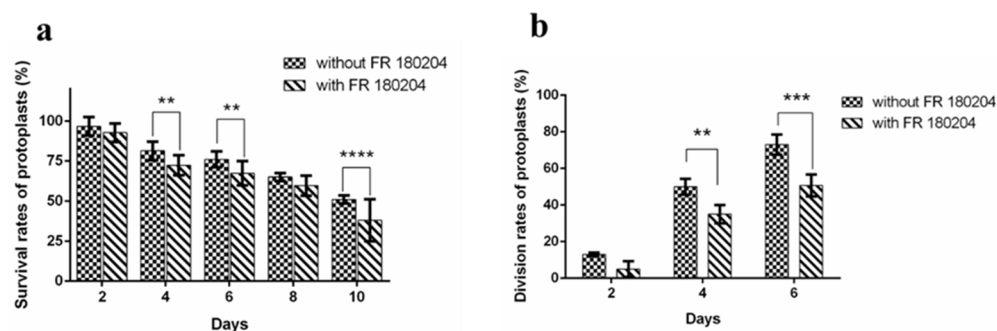 a
without FR 180204
with FR 180204
Survival rates of protoplasts (%)
100
75
50
25
0
**
**
****
2 4 6 8 10
Days
b
without FR 180204
with FR 180204
Division rates of protoplasts (%)
100
80
60
40
20
0
**
***
2 4 6
Days